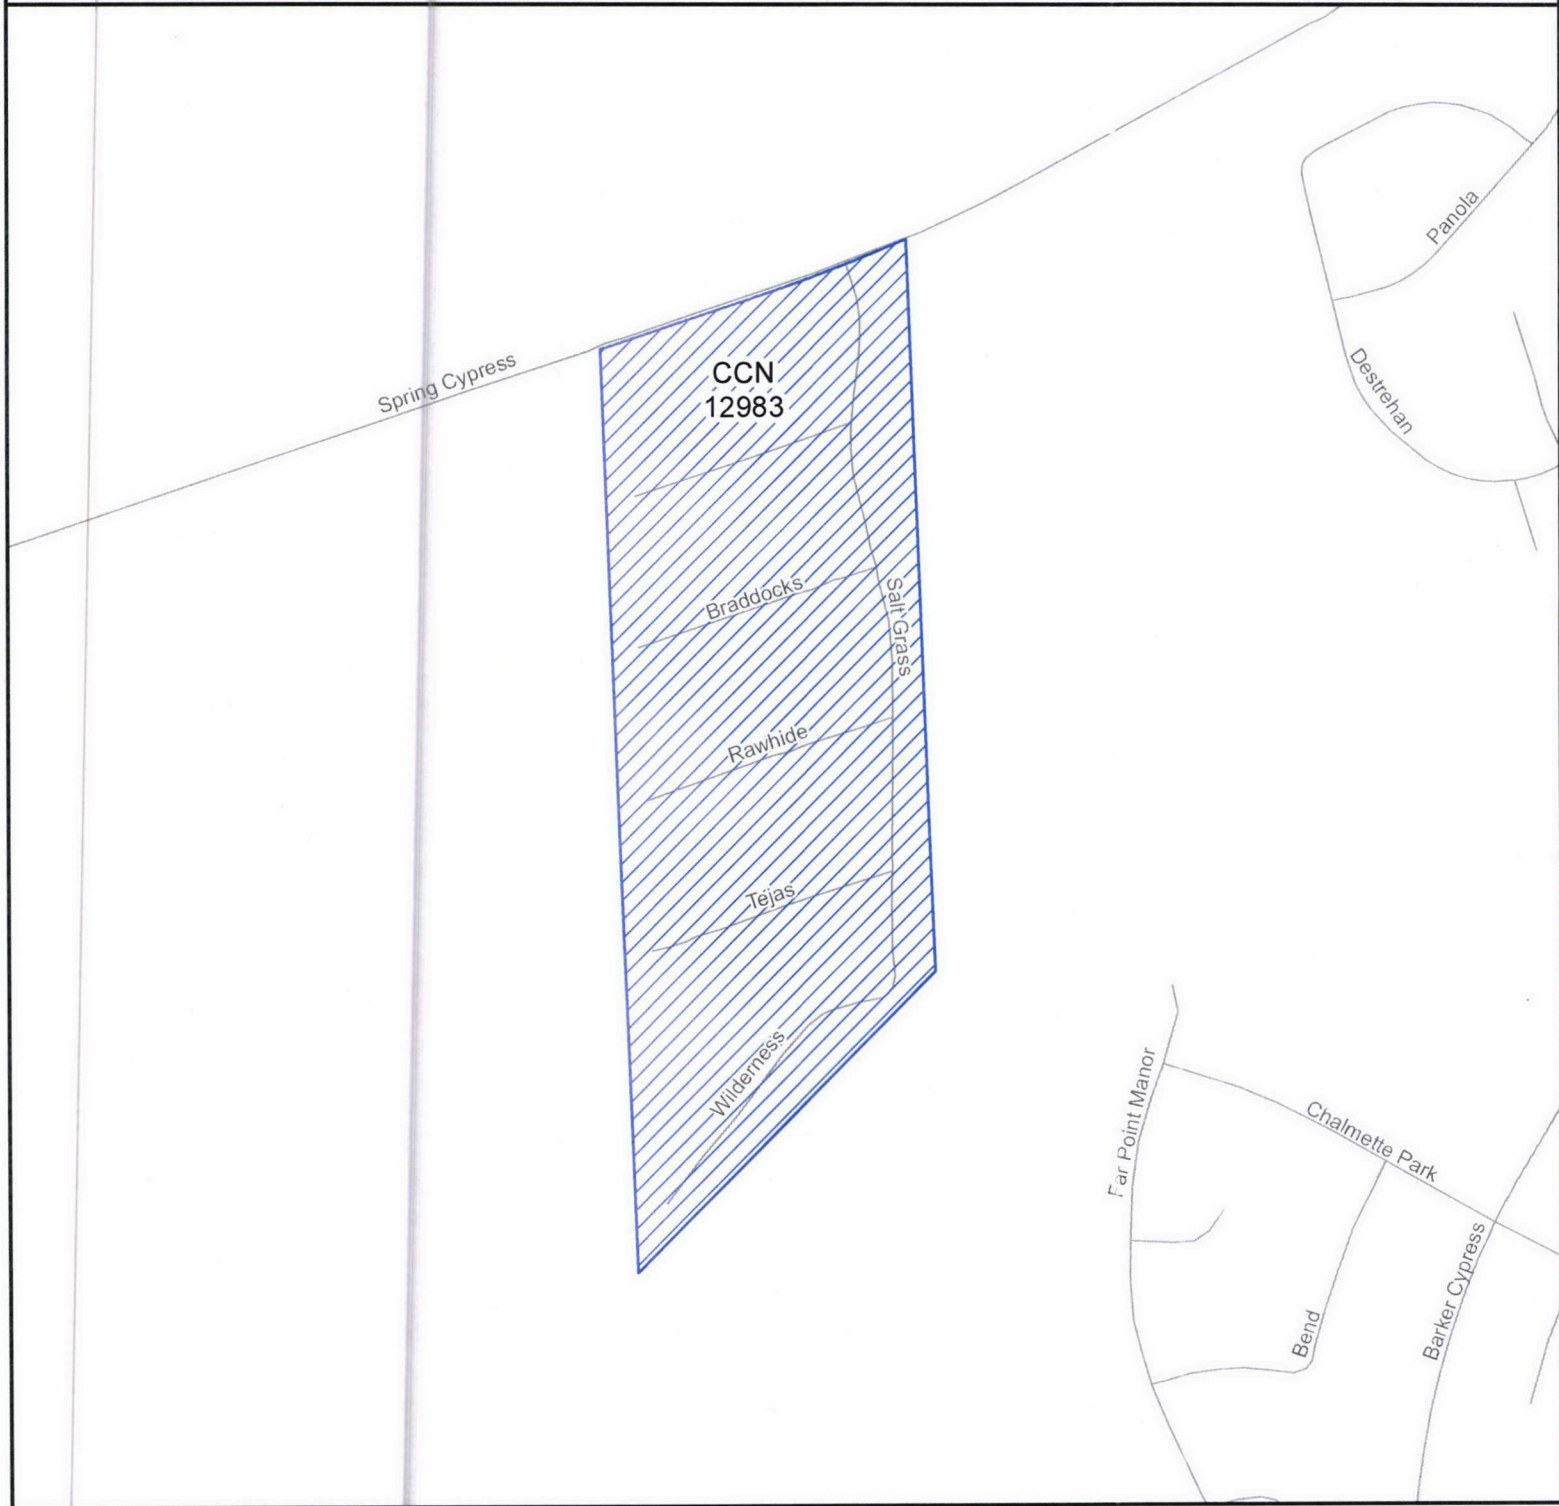 Panola
Spring Cypress
CCN
12983
Destrehan
Braddocks
Salt Grass
Rawhide
Tejas
Wilderness
Far Point Manor
Chalmette Park
Bend
Barker Cypress